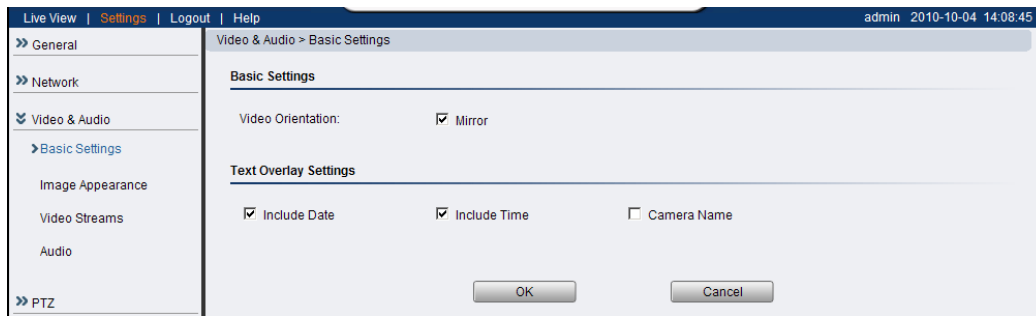 Live View | Settings | Logout | Help
admin 2010-10-04 14:08:45
General
Network
Video & Audio
Basic Settings
Image Appearance
Video Streams
Audio
PTZ
Video & Audio > Basic Settings
Basic Settings
Video Orientation: Mirror
Text Overlay Settings
Include Date Include Time Camera Name
OK Cancel